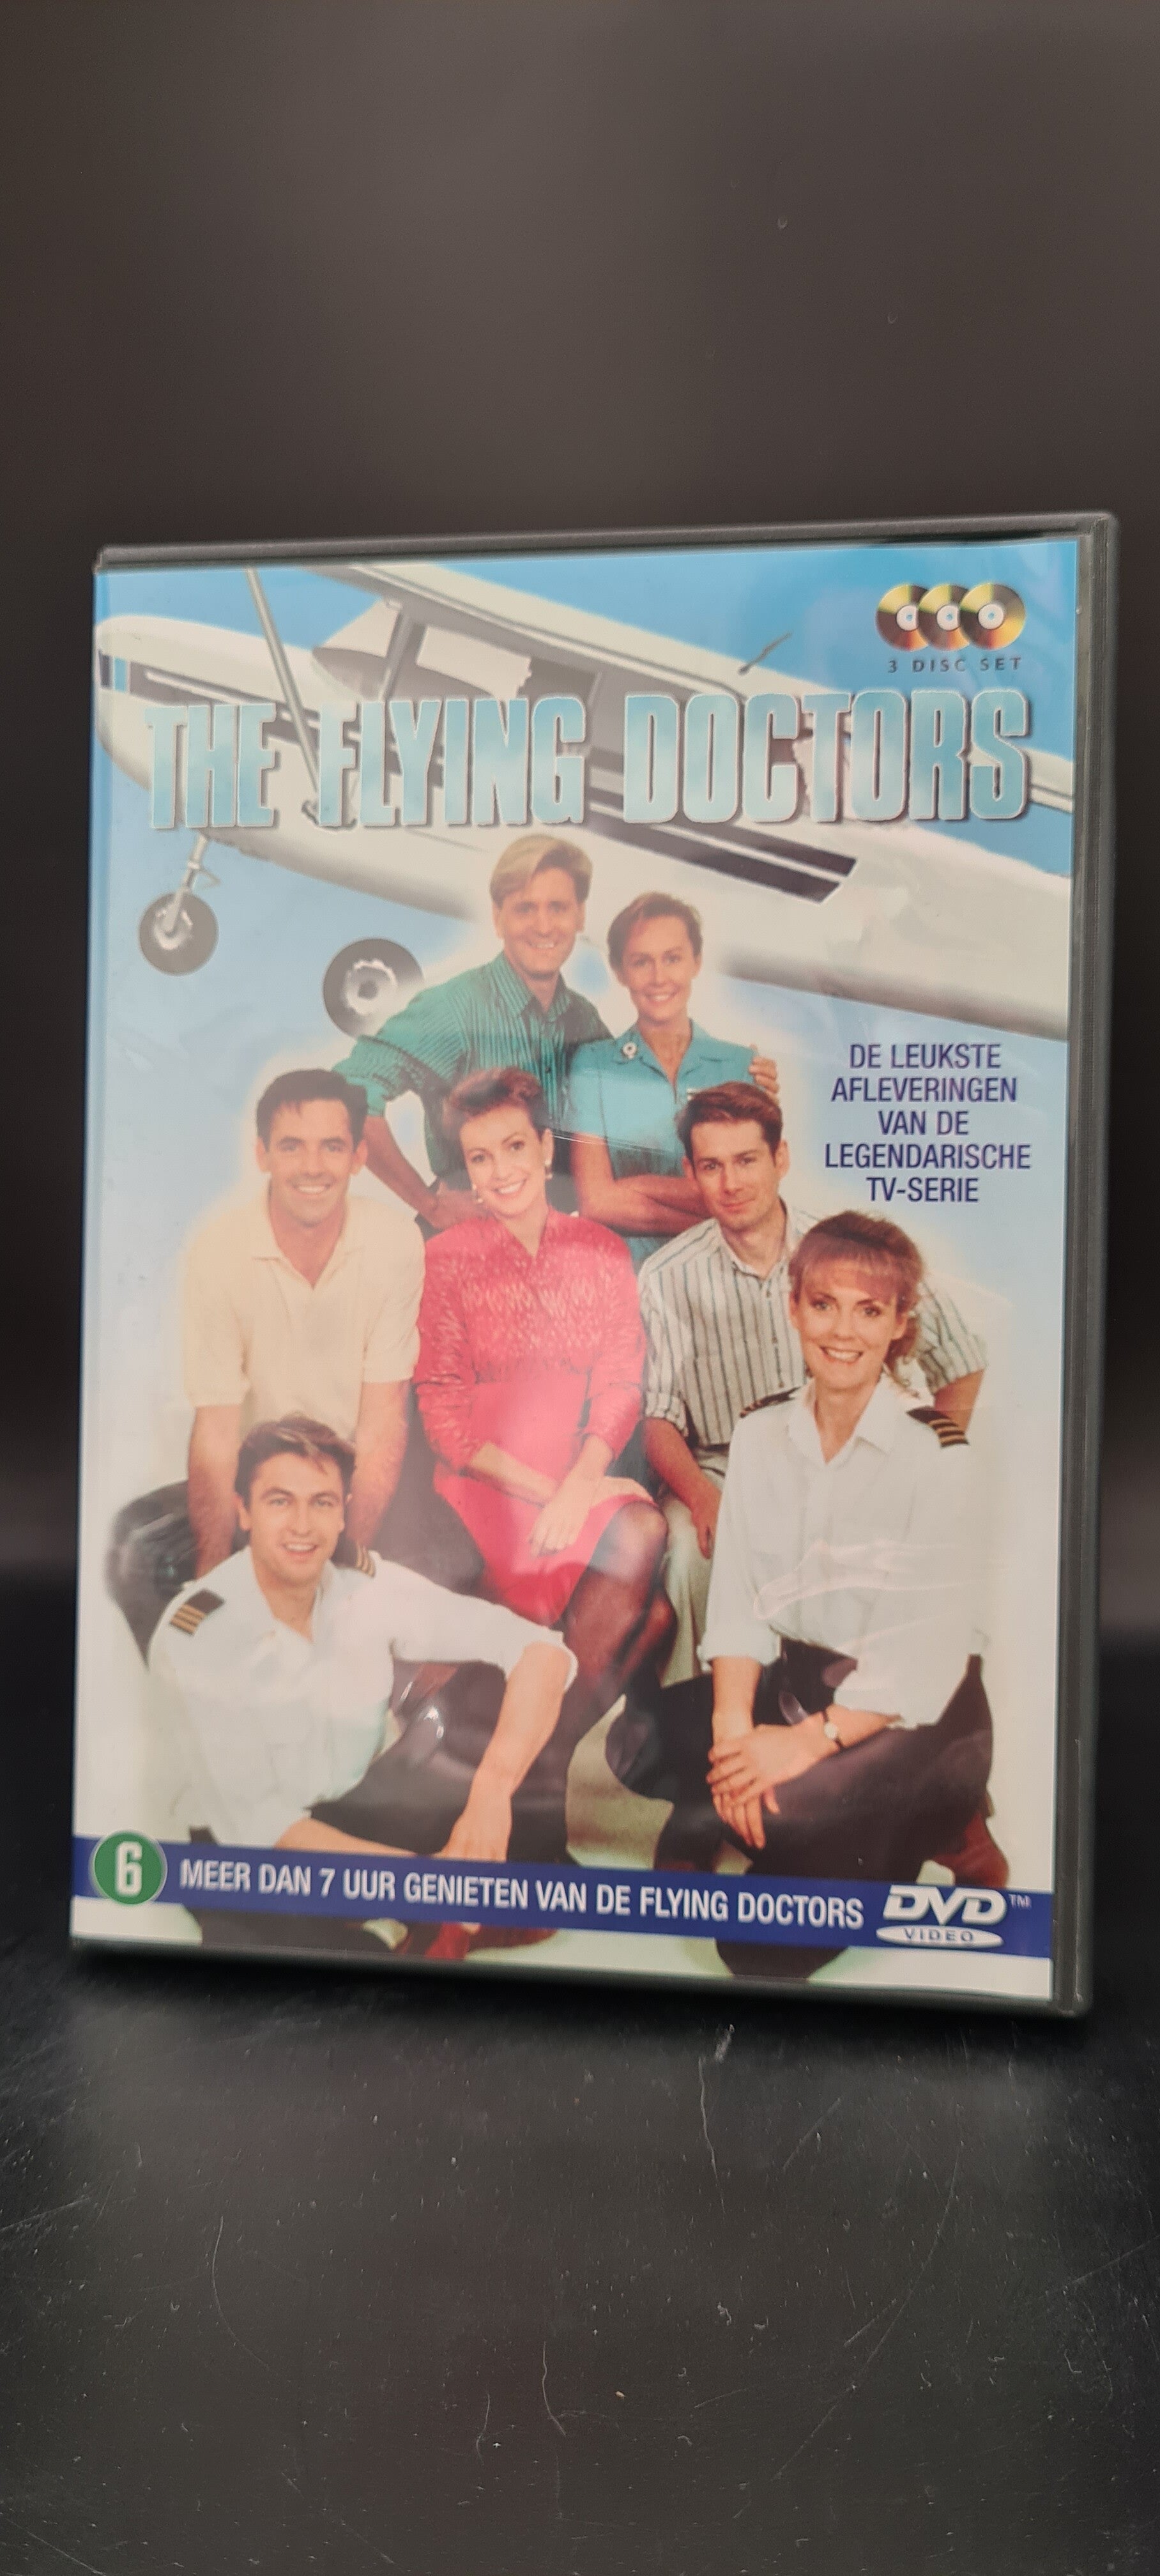 3 DISC SET
THE FLYING DOCTORS
DE LEUKSTE
AFLEVERINGEN
VAN DE
LEGENDARISCHE
TV-SERIE
6
MEER DAN 7 UUR GENIETEN VAN DE FLYING DOCTORS
DVD™
VIDEO